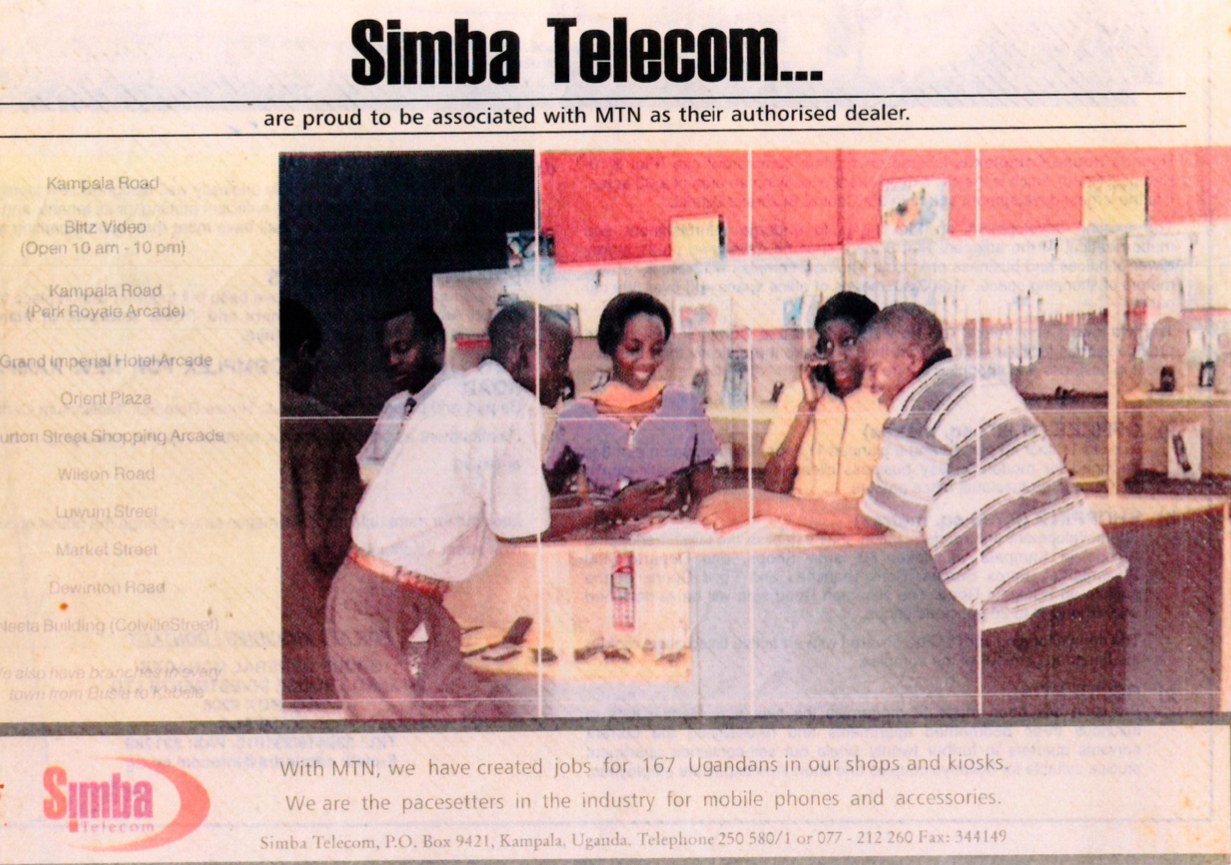 Simba Telecom...
are proud to be associated with MTN as their authorised dealer.
Kampala Road
Blitz Video
(Open 10 am - 10 pm)
Kampala Road
(Park Royale Arcade)
Grand Imperial Hotel Arcade
Orient Plaza
urton Street Shopping Arcade
Wilson Road
Luwum Street
Market Street
Dewinton Road
Neeta Building (ColvilleStreet)
e also have branches in every
town from Busia to Kabale
Simba
Telecom
With MTN, we have created jobs for 167 Ugandans in our shops and kiosks.
We are the pacesetters in the industry for mobile phones and accessories.
Simba Telecom, P.O. Box 9421, Kampala, Uganda. Telephone 250 580/1 or 077 - 212 260 Fax: 344149